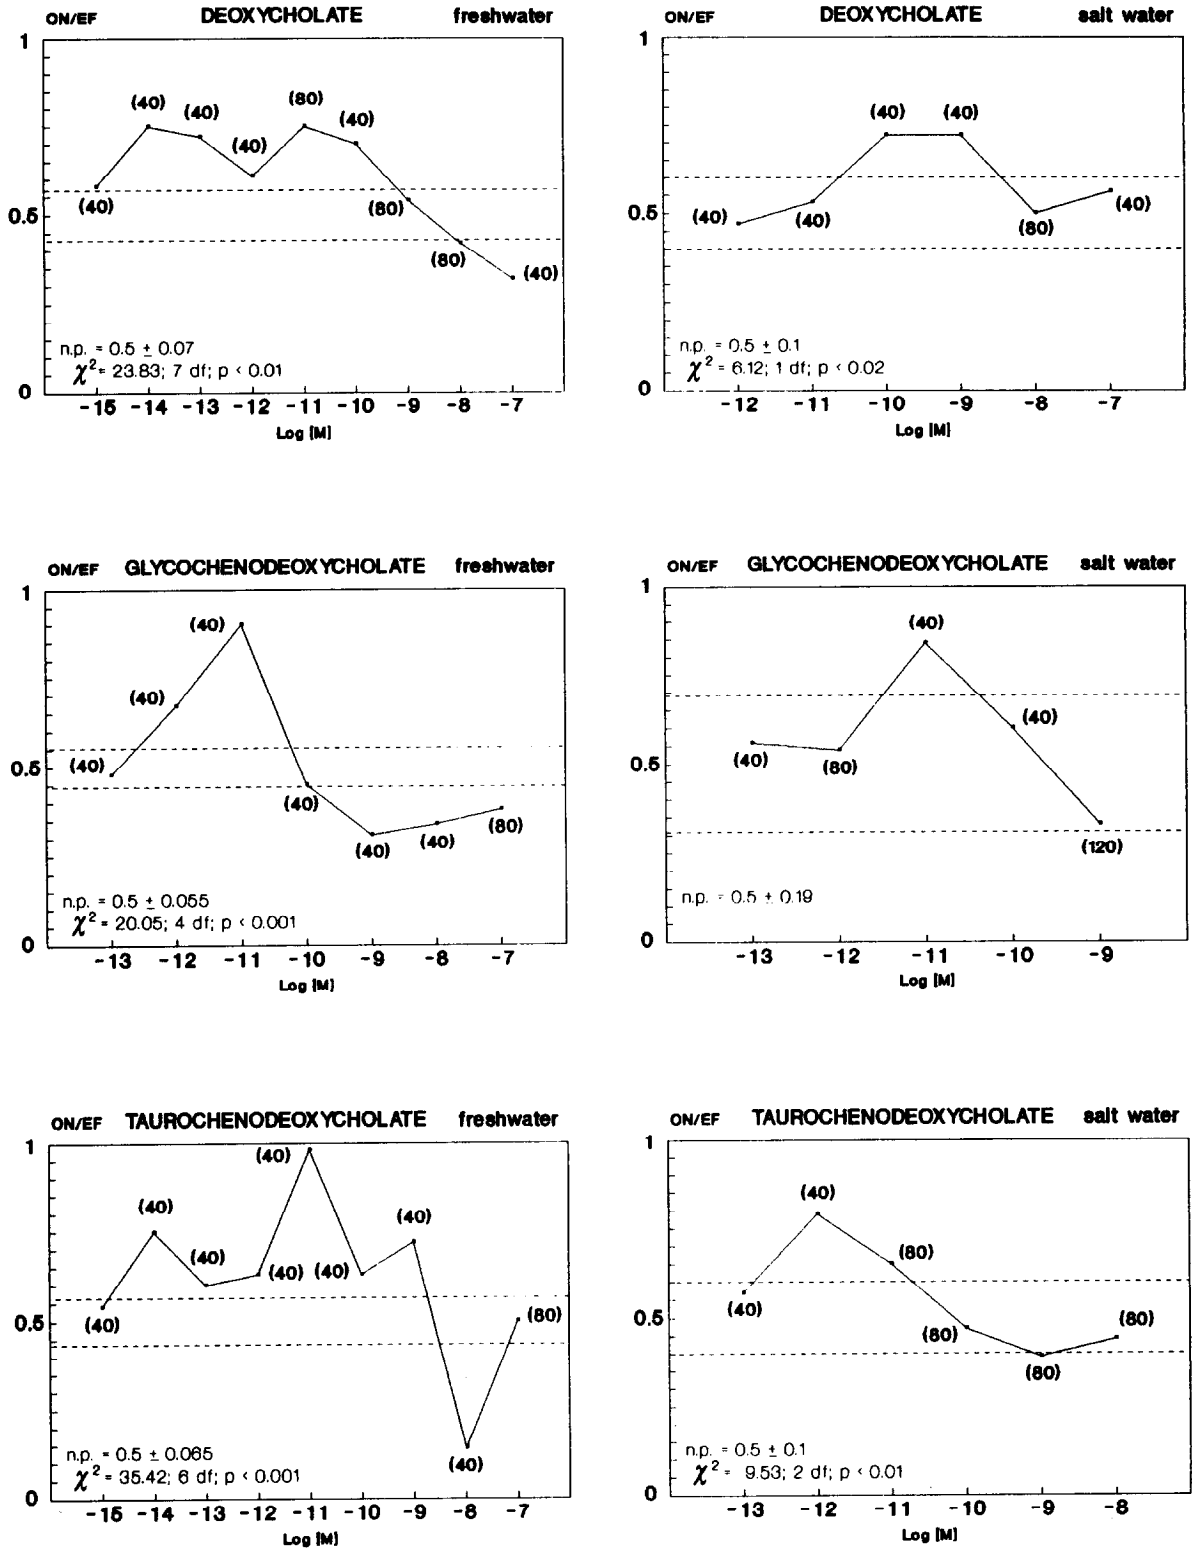 ON/EF DEOXYCHOLATE freshwater
1
(40)
(40)
(40)
(80)
(40)
(40)
0.5
(80)
(80)
(40)
n.p. = 0.5 ± 0.07
χ² = 23.83; 7 df; p < 0.01
0
-15 -14 -13 -12 -11 -10 -9 -8 -7
Log [M]
ON/EF DEOXYCHOLATE salt water
1
(40) (40)
(40)
(40)
0.5
(80)
(40)
n.p. = 0.5 ± 0.1
χ² = 6.12; 1 df; p < 0.02
0
-12 -11 -10 -9 -8 -7
Log [M]
ON/EF GLYCOCHENODEOXYCHOLATE freshwater
1
(40)
(40)
(40)
0.5
(40)
(40)
(40)
(80)
n.p. = 0.5 ± 0.055
χ² = 20.05; 4 df; p < 0.001
0
-13 -12 -11 -10 -9 -8 -7
Log [M]
ON/EF GLYCOCHENODEOXYCHOLATE salt water
1
(40)
(40)
(40)
(80)
0.5
(120)
n.p. = 0.5 ± 0.19
0
-13 -12 -11 -10 -9
Log [M]
ON/EF TAUROCHENODEOXYCHOLATE freshwater
1
(40)
(40)
(40)
(40)
(40) (40)
(40)
0.5
(80)
(40)
n.p. = 0.5 ± 0.065
χ² = 35.42; 6 df; p < 0.001
0
-15 -14 -13 -12 -11 -10 -9 -8 -7
Log [M]
ON/EF TAUROCHENODEOXYCHOLATE salt water
1
(40)
(80)
(40)
0.5
(80)
(80)
(80)
n.p. = 0.5 ± 0.1
χ² = 9.53; 2 df; p < 0.01
0
-13 -12 -11 -10 -9 -8
Log [M]